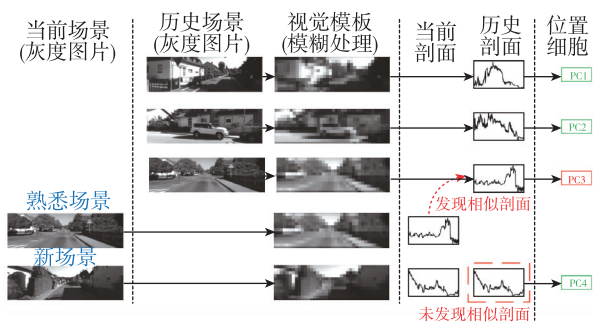 当前场景
(灰度图片)
历史场景
(灰度图片)
视觉模板
(模糊处理)
当前
剖面
历史
剖面
位置
细胞
PC1
PC2
PC3
发现相似剖面
熟悉场景
新场景
PC4
未发现相似剖面